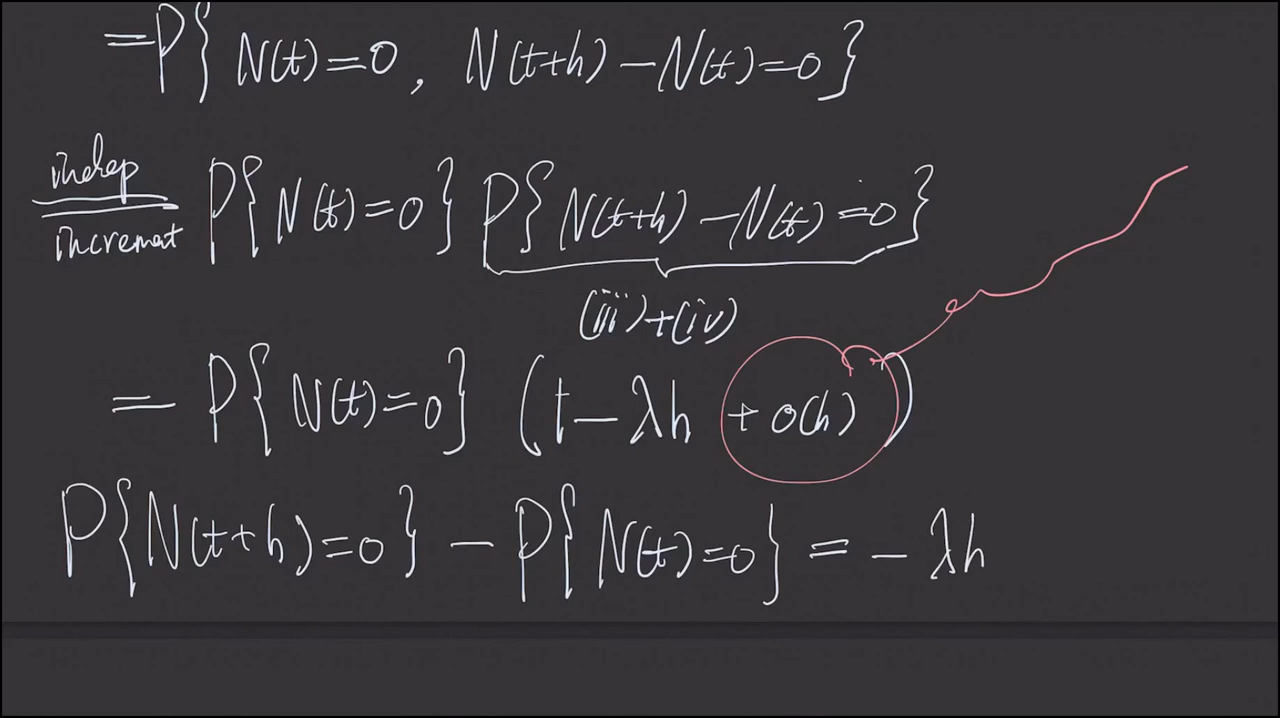 =P{ N(t)=0, N(t+h)-N(t)=0}
indep
increment P{N(t)=0} P{N(t+h)-N(t)=0}
(iii)+(iv)
= P{N(t)=0} (1-λh + o(h))
P{N(t+h)=0} - P{N(t)=0} = -λh